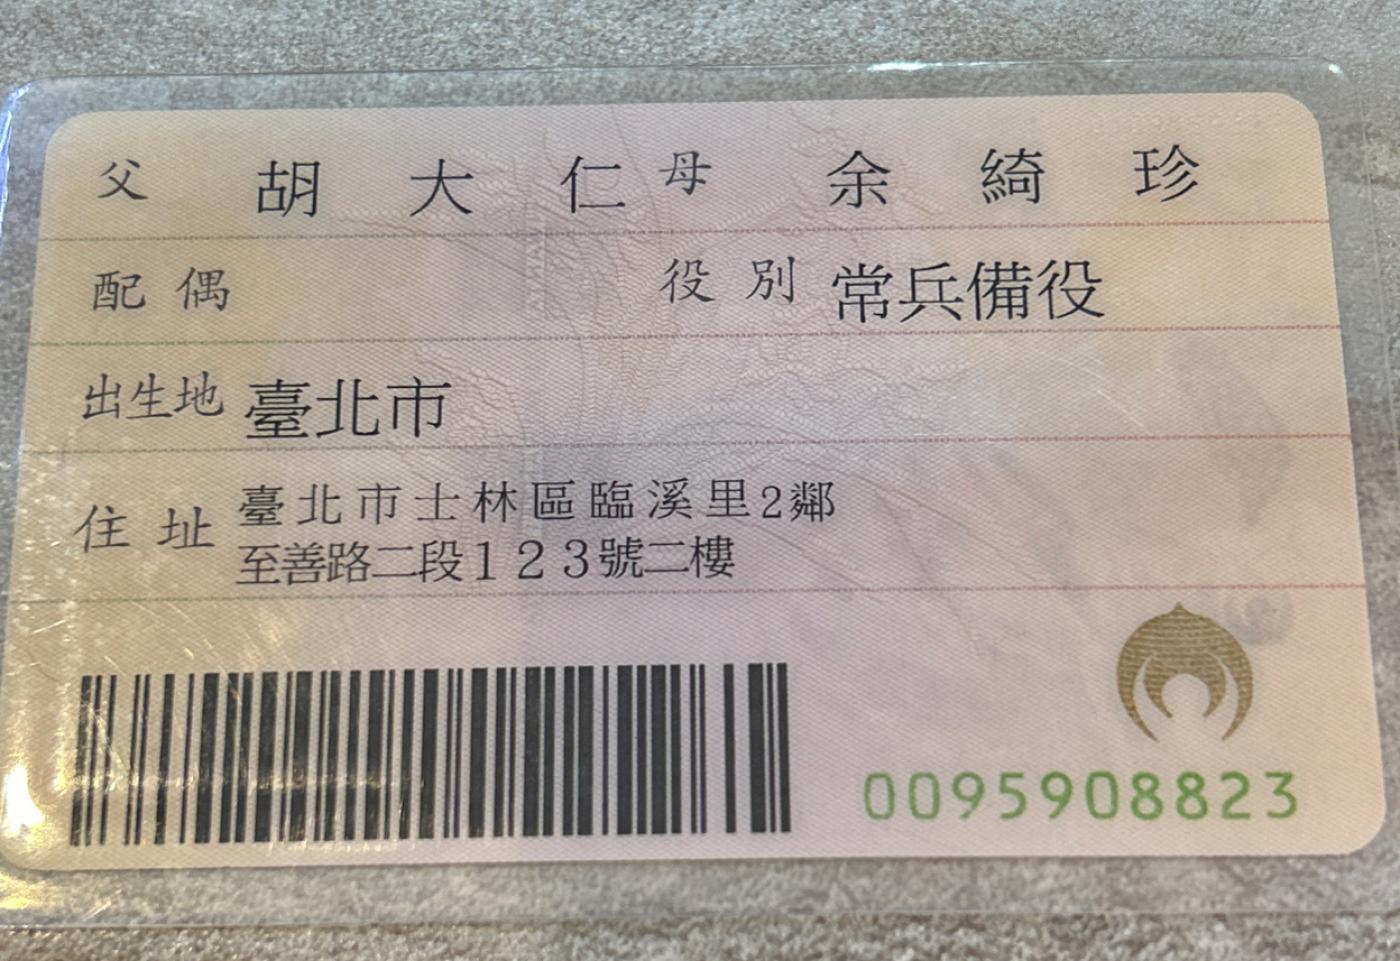 父 胡大仁 母 余綺珍
配偶 役別 常兵備役
出生地 臺北市
住址 臺北市士林區臨溪里2鄰
至善路二段123號二樓
0095908823